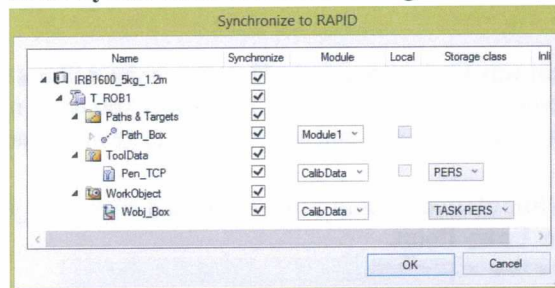 Synchronize to RAPID
Name Synchronize Module Local Storage class Inli
IRB1600_5kg_1.2m
T_ROB1
Paths & Targets
Path_Box Module1
ToolData
Pen_TCP CalibData PERS
WorkObject
Wobj_Box CalibData TASK PERS
OK Cancel